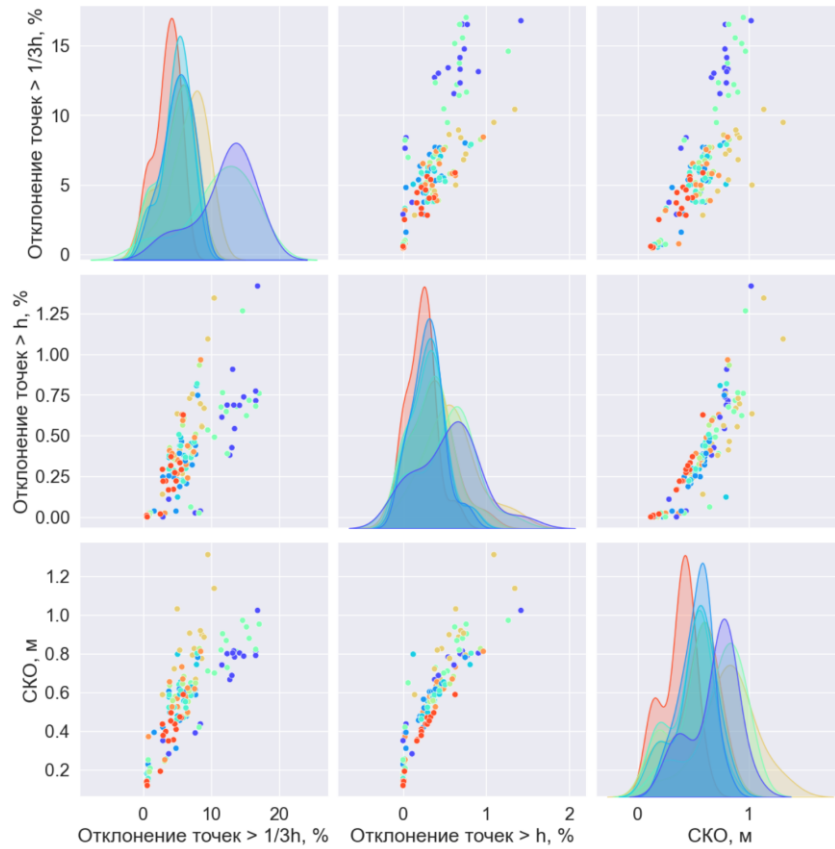 Отклонение точек > 1/3h, %
15
10
5
0
Отклонение точек > h, %
1.25
1.00
0.75
0.50
0.25
0.00
СКО, м
1.2
1.0
0.8
0.6
0.4
0.2
0 10 20
0 1 2
0 1
Отклонение точек > 1/3h, %
Отклонение точек > h, %
СКО, м